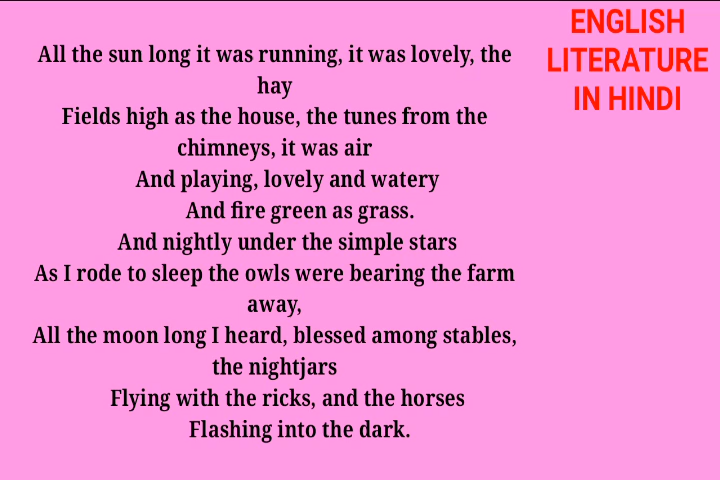 All the sun long it was running, it was lovely, the
hay
Fields high as the house, the tunes from the
chimneys, it was air
And playing, lovely and watery
And fire green as grass.
And nightly under the simple stars
As I rode to sleep the owls were bearing the farm
away,
All the moon long I heard, blessed among stables,
the nightjars
Flying with the ricks, and the horses
Flashing into the dark.
ENGLISH
LITERATURE
IN HINDI